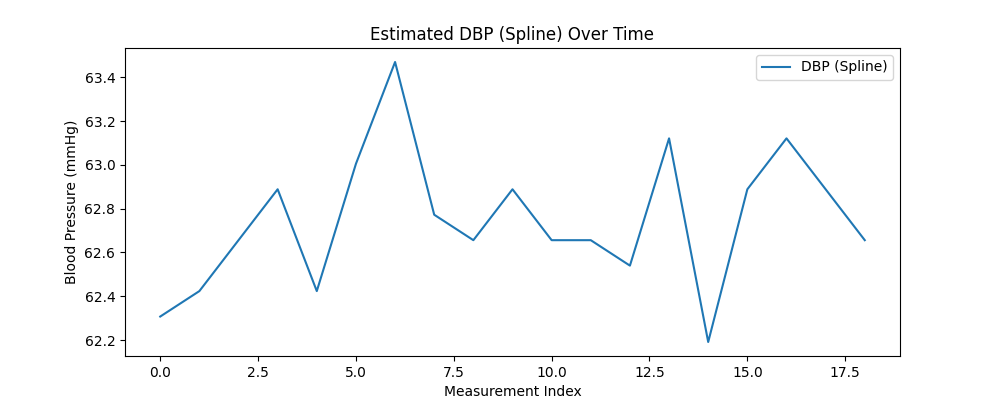 Estimated DBP (Spline) Over Time
DBP (Spline)
Blood Pressure (mmHg)
63.4
63.2
63.0
62.8
62.6
62.4
62.2
0.0 2.5 5.0 7.5 10.0 12.5 15.0 17.5
Measurement Index